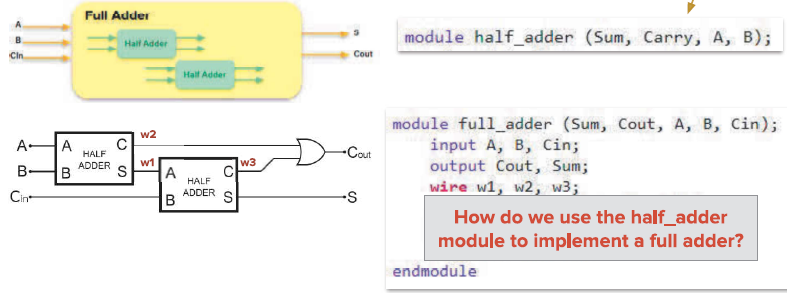 Full Adder
A
B
Cin
Half Adder
Half Adder
S
Cout
module half_adder (Sum, Carry, A, B);
A
B
Cin
A
B
HALF
ADDER
C
S
w2
w1
A
B
HALF
ADDER
C
S
w3
Cout
S
module full_adder (Sum, Cout, A, B, Cin);
input A, B, Cin;
output Cout, Sum;
wire w1, w2, w3;
How do we use the half_adder
module to implement a full adder?
endmodule